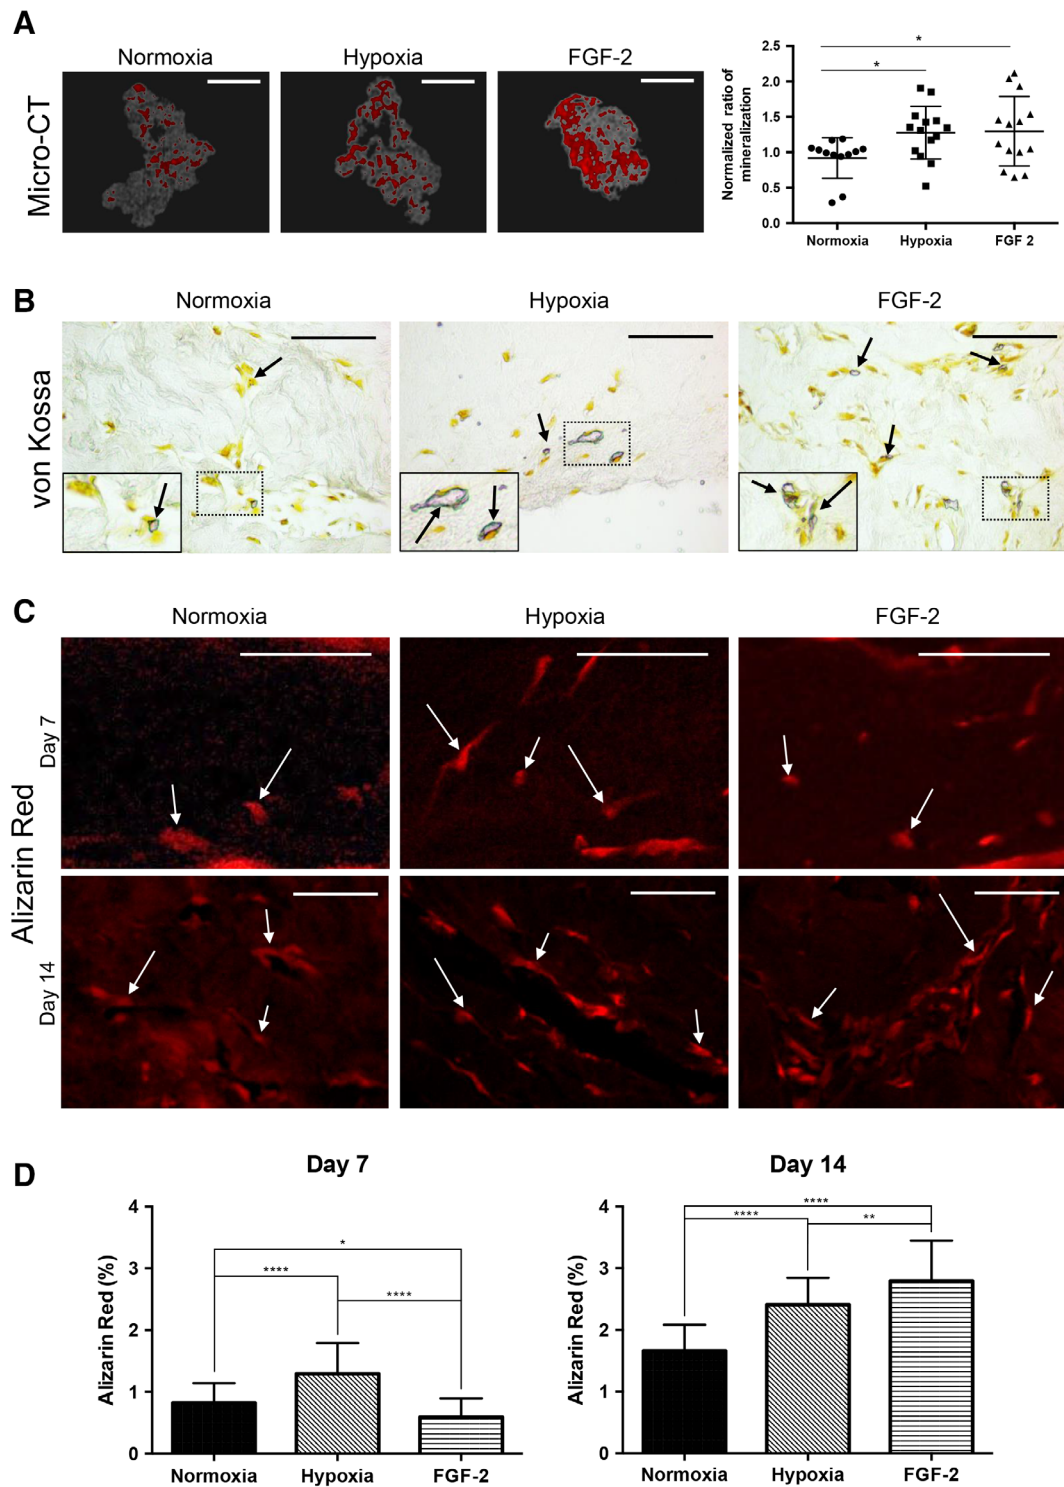 A
Normoxia
Hypoxia
FGF-2
Micro-CT
Normalized ratio of
mineralization
2.5
2.0
1.5
1.0
0.5
0.0
*
*
Normoxia
Hypoxia
FGF 2
B
Normoxia
Hypoxia
FGF-2
von Kossa
C
Normoxia
Hypoxia
FGF-2
Alizarin Red
Day 7
Day 14
D
Day 7
Alizarin Red (%)
4
3
2
1
0
*
****
****
Normoxia
Hypoxia
FGF-2
Day 14
Alizarin Red (%)
4
3
2
1
0
****
****
**
Normoxia
Hypoxia
FGF-2